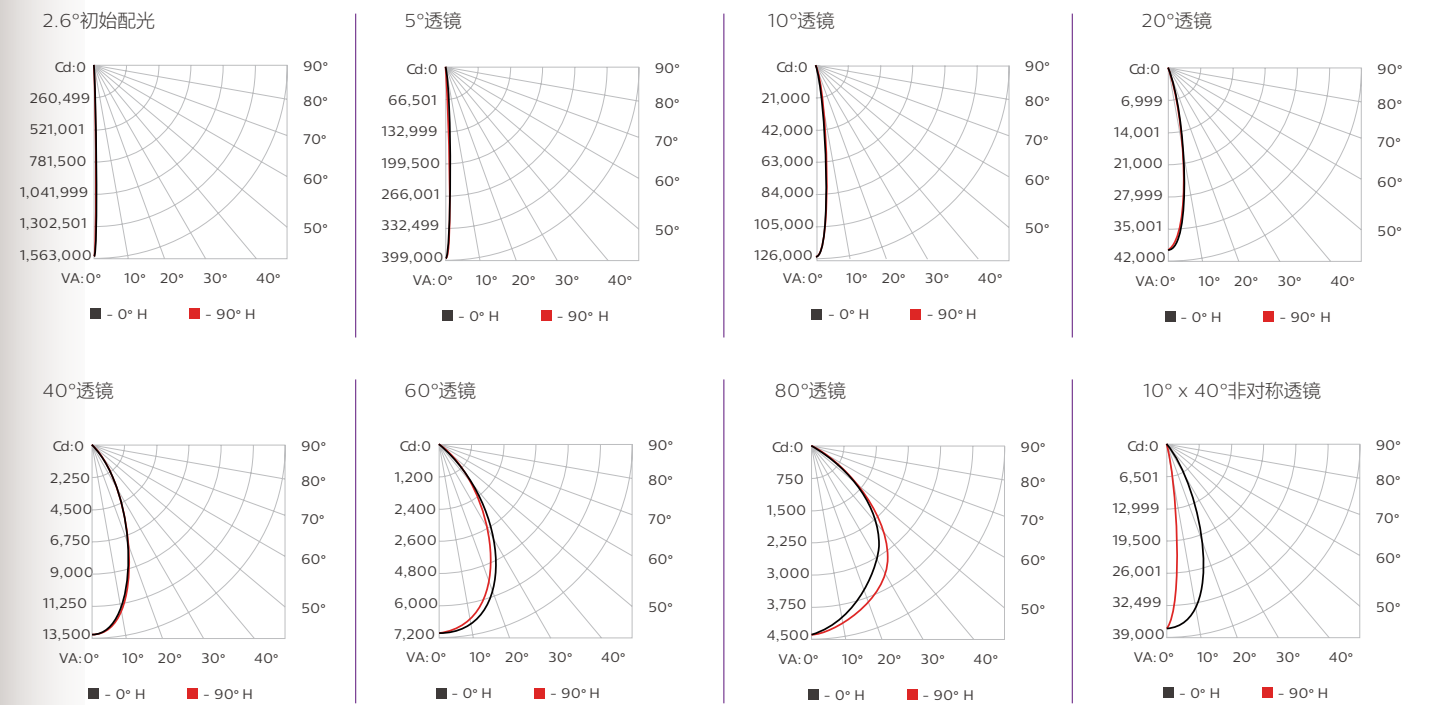 2.6°初始配光
Cd:0
260,499
521,001
781,500
1,041,999
1,302,501
1,563,000
90°
80°
70°
60°
50°
VA:0° 10° 20° 30° 40°
- 0° H - 90° H
5°透镜
Cd:0
66,501
132,999
199,500
266,001
332,499
399,000
90°
80°
70°
60°
50°
VA:0° 10° 20° 30° 40°
- 0° H - 90° H
10°透镜
Cd:0
21,000
42,000
63,000
84,000
105,000
126,000
90°
80°
70°
60°
50°
VA:0° 10° 20° 30° 40°
- 0° H - 90° H
20°透镜
Cd:0
6,999
14,001
21,000
27,999
35,001
42,000
90°
80°
70°
60°
50°
VA:0° 10° 20° 30° 40°
- 0° H - 90° H
40°透镜
Cd:0
2,250
4,500
6,750
9,000
11,250
13,500
90°
80°
70°
60°
50°
VA:0° 10° 20° 30° 40°
- 0° H - 90° H
60°透镜
Cd:0
1,200
2,400
2,600
4,800
6,000
7,200
90°
80°
70°
60°
50°
VA:0° 10° 20° 30° 40°
- 0° H - 90° H
80°透镜
Cd:0
750
1,500
2,250
3,000
3,750
4,500
90°
80°
70°
60°
50°
VA:0° 10° 20° 30° 40°
- 0° H - 90° H
10° x 40°非对称透镜
Cd:0
6,501
12,999
19,500
26,001
32,499
39,000
90°
80°
70°
60°
50°
VA:0° 10° 20° 30° 40°
- 0° H - 90° H